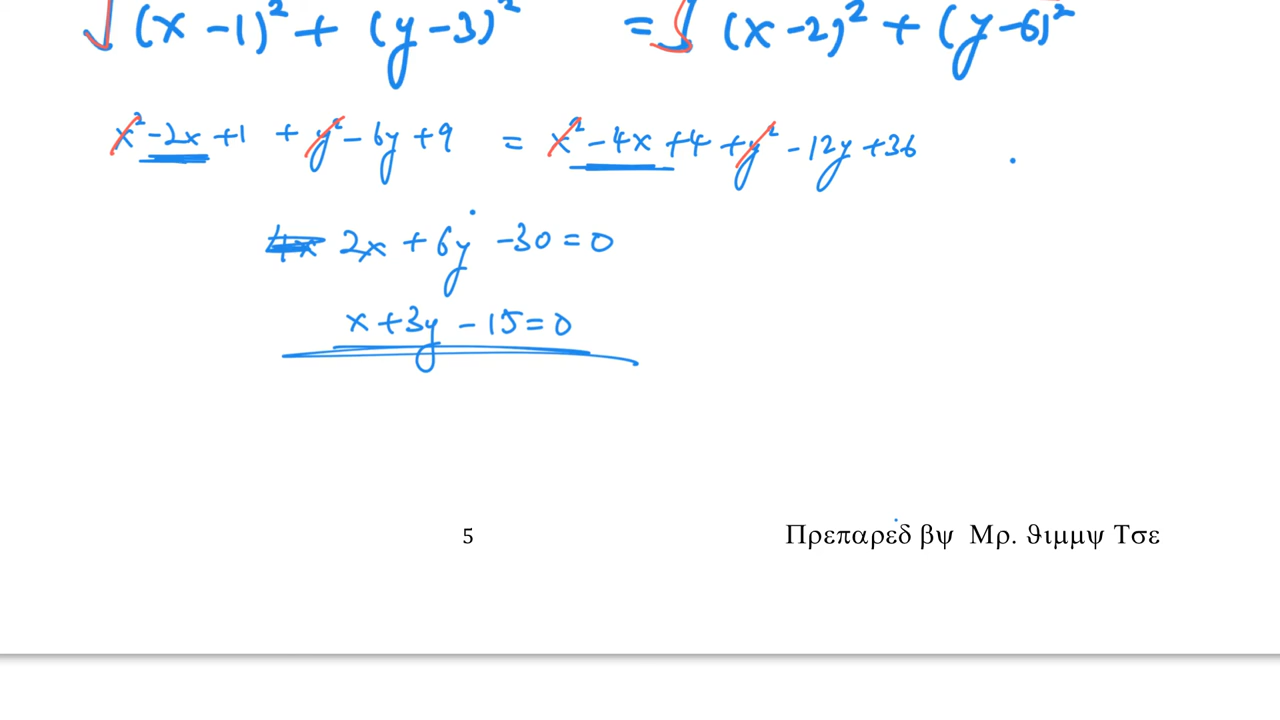 √(x-1)² + (y-3)² = √(x-2)² + (y-6)²
x² -2x +1 + y² - 6y +9 = x² - 4x +4 +y² -12y +36
4x 2x + 6y -30 = 0
x +3y - 15 = 0
5 Πρεπαρεδ βψ Μρ. ϑιμμψ Τσε